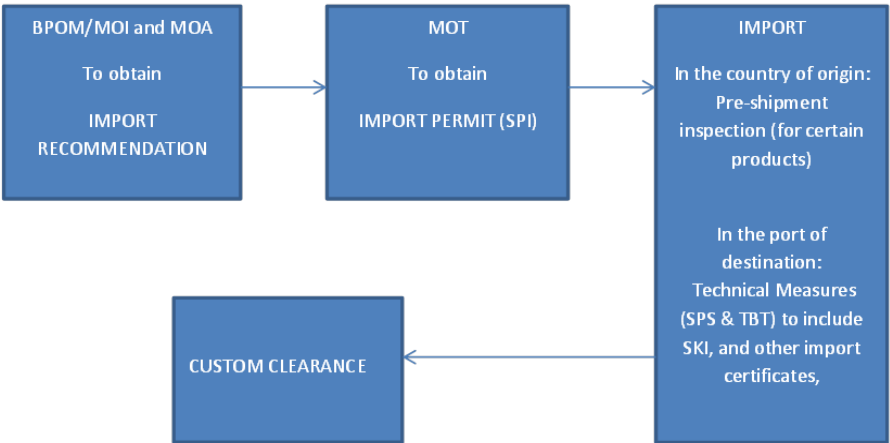 BPOM/MOI and MOA
To obtain
IMPORT
RECOMMENDATION
MOT
To obtain
IMPORT PERMIT (SPI)
IMPORT
In the country of origin:
Pre-shipment
inspection (for certain
products)
In the port of
destination:
Technical Measures
(SPS & TBT) to include
SKI, and other import
certificates,
CUSTOM CLEARANCE